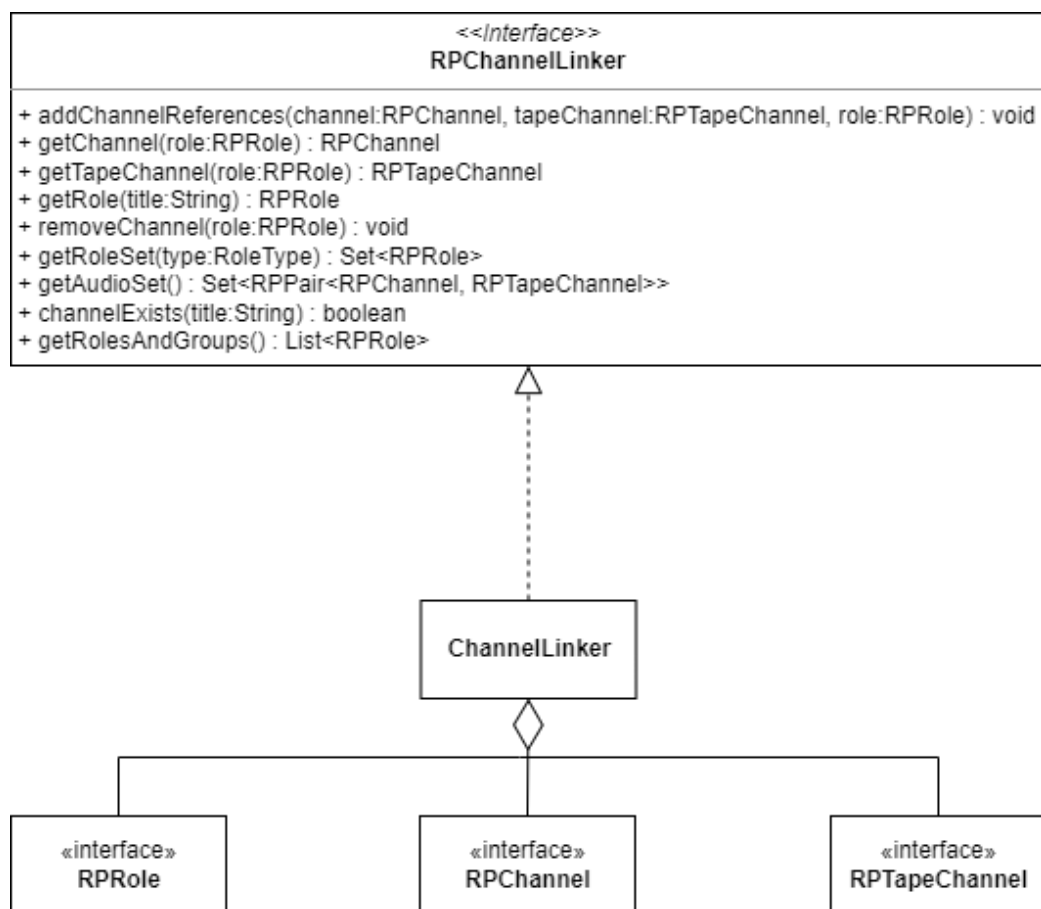 <<Interface>>
RPChannelLinker
+ addChannelReferences(channel:RPChannel, tapeChannel:RPTapeChannel, role:RPRole) : void
+ getChannel(role:RPRole) : RPChannel
+ getTapeChannel(role:RPRole) : RPTapeChannel
+ getRole(title:String) : RPRole
+ removeChannel(role:RPRole) : void
+ getRoleSet(type:RoleType) : Set<RPRole>
+ getAudioSet() : Set<RPPair<RPChannel, RPTapeChannel>>
+ channelExists(title:String) : boolean
+ getRolesAndGroups() : List<RPRole>
ChannelLinker
«interface»
RPRole
«interface»
RPChannel
«interface»
RPTapeChannel